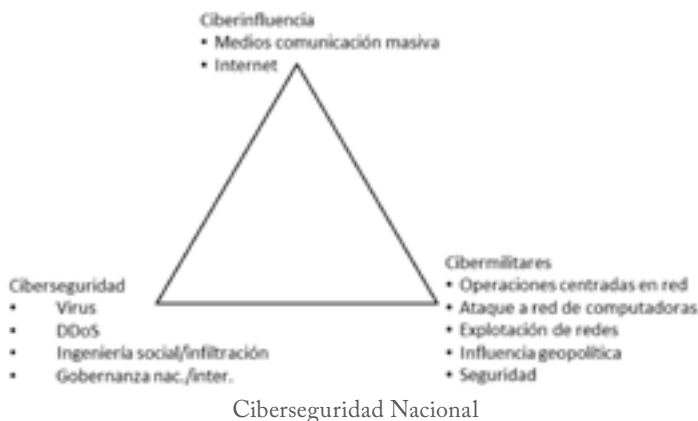 Ciberinfluencia
• Medios comunicación masiva
• Internet
Ciberseguridad
• Virus
• DDoS
• Ingeniería social/infiltración
• Gobernanza nac./inter.
Cibermilitares
• Operaciones centradas en red
• Ataque a red de computadoras
• Explotación de redes
• Influencia geopolítica
• Seguridad
Ciberseguridad Nacional